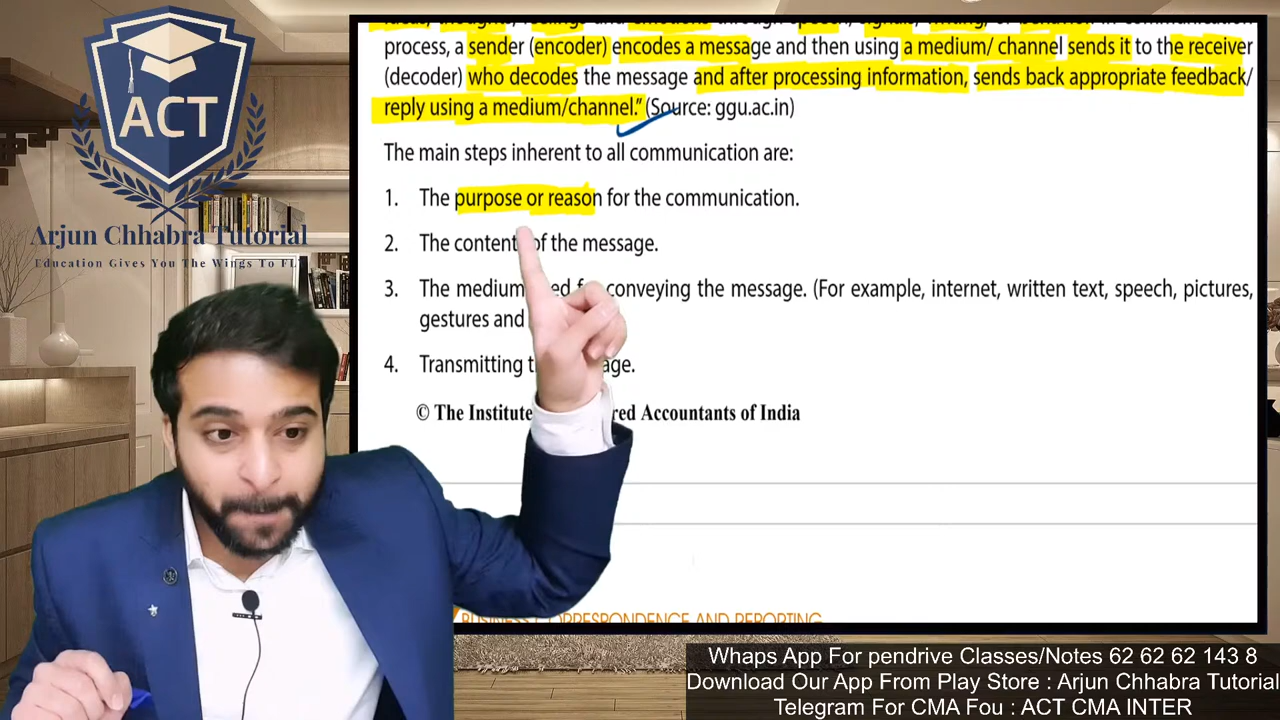 ACT
Arjun Chhabra Tutorial
Education Gives You The Wings To FL
process, a sender (encoder) encodes a message and then using a medium/ channel sends it to the receiver
(decoder) who decodes the message and after processing information, sends back appropriate feedback/
reply using a medium/channel.” (Source: ggu.ac.in)
The main steps inherent to all communication are:
1. The purpose or reason for the communication.
2. The content of the message.
3. The medium conveying the message. (For example, internet, written text, speech, pictures,
gestures and
4. Transmitting
© The Institute Accountants of India
BUSINESS CORRESPONDENCE AND REPORTING
Whaps App For pendrive Classes/Notes 62 62 62 143 8
Download Our App From Play Store : Arjun Chhabra Tutorial
Telegram For CMA Fou : ACT CMA INTER